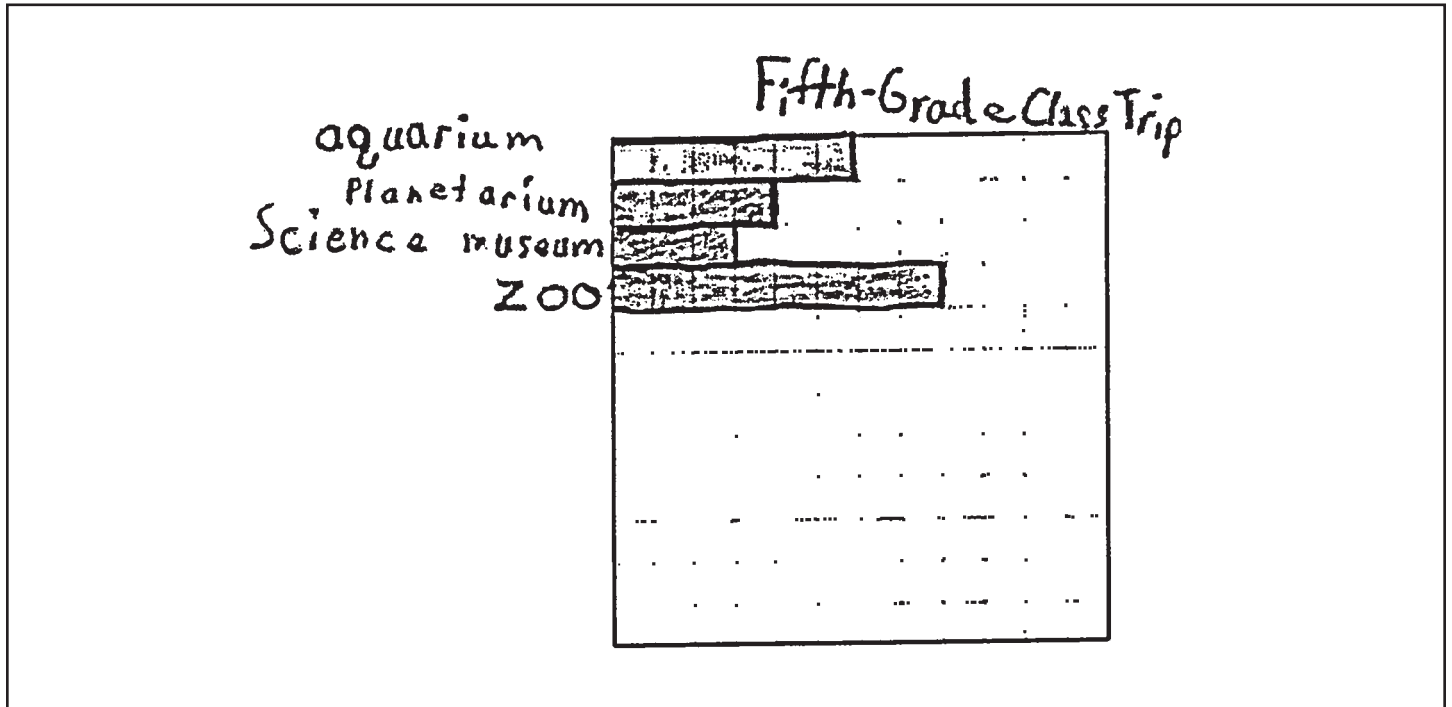 Fifth-Grade Class Trip
aquarium
Planetarium
Science museum
ZOO